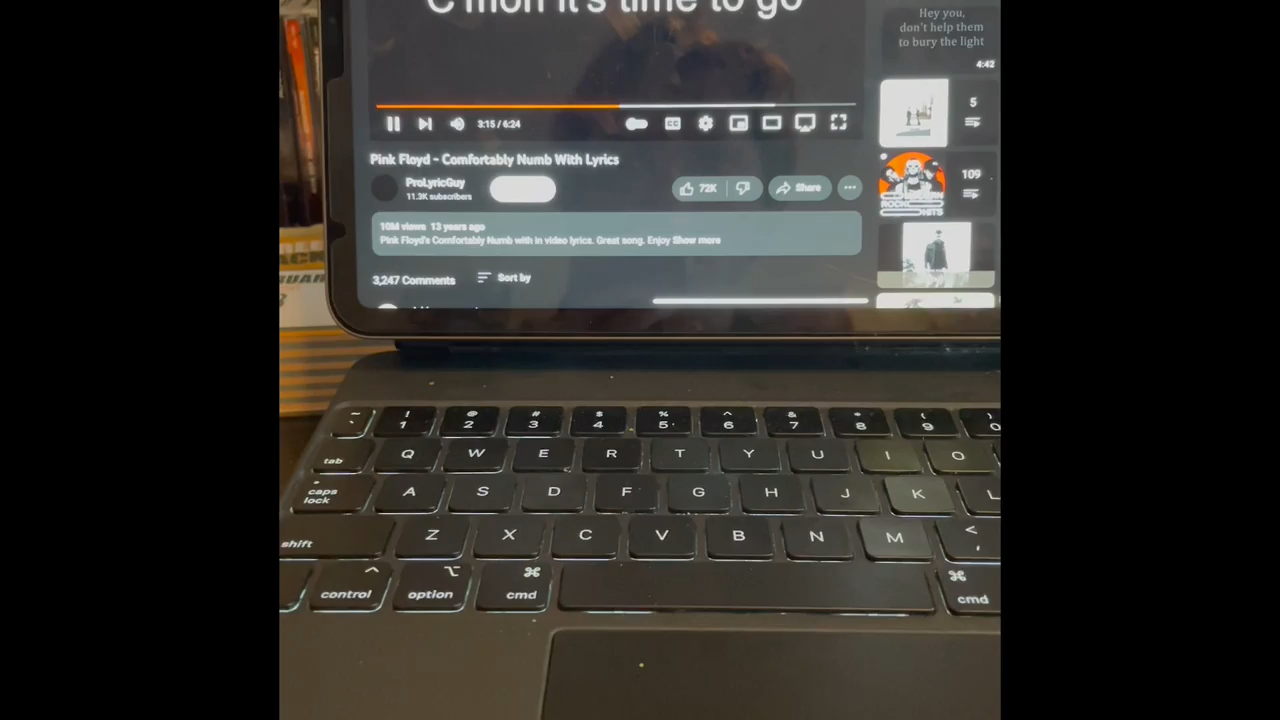 C'mon it's time to go
Hey you,
don't help them
to bury the light
4:42
3:15 / 6:24
CC
5
Pink Floyd - Comfortably Numb With Lyrics
ProLyricGuy
11.3K subscribers
72K
Share
109
10M views 13 years ago
Pink Floyd's Comfortably Numb with in video lyrics. Great song. Enjoy Show more
ROCK
HITS
3,247 Comments
Sort by
~ ! @ # $ % ^ & * ( )
` 1 2 3 4 5 6 7 8 9 0
tab Q W E R T Y U I O
caps
lock A S D F G H J K L
shift Z X C V B N M < ,
^ ⌥ ⌘ ⌘
control option cmd cmd